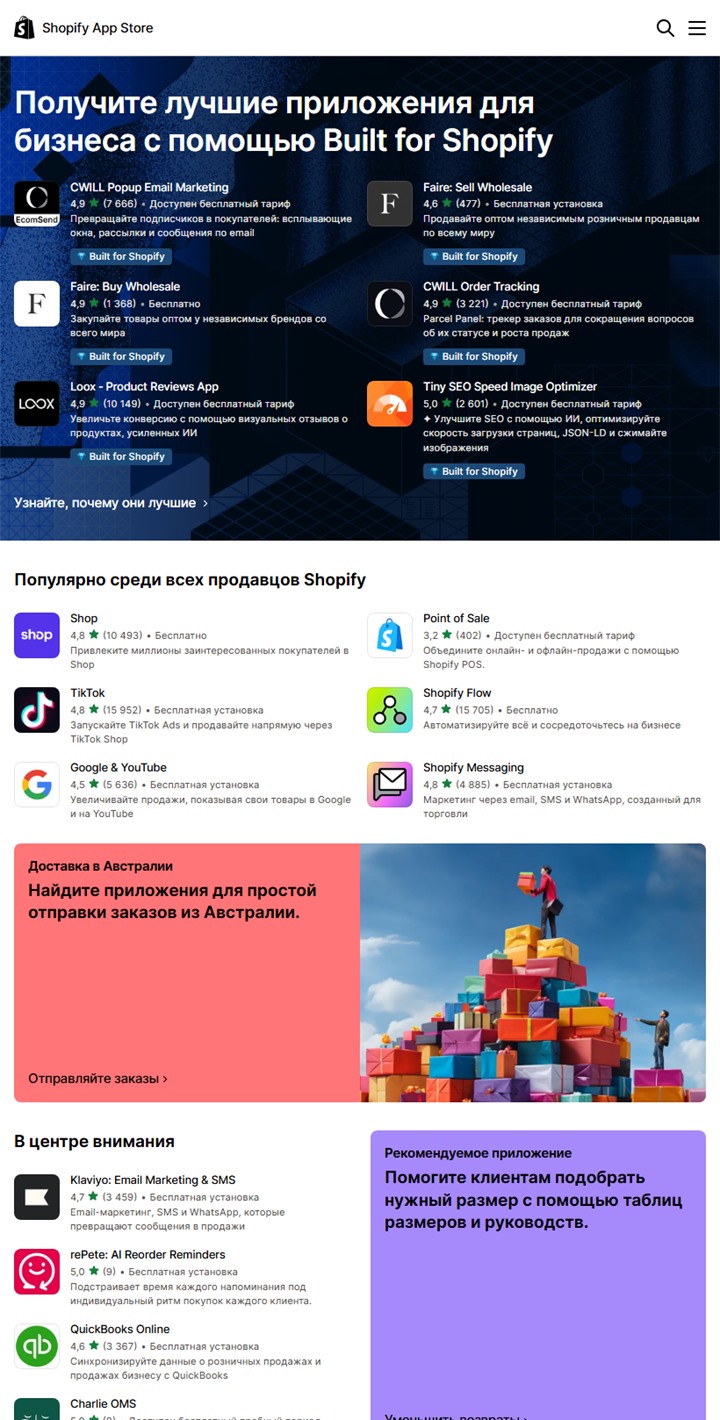 Shopify App Store
Получите лучшие приложения для
бизнеса с помощью Built for Shopify
EcomSend
CWILL Popup Email Marketing
4,9 ★ (7 666) • Доступен бесплатный тариф
Превращайте подписчиков в покупателей: всплывающие
окна, рассылки и сообщения по email
Built for Shopify
F
Faire: Sell Wholesale
4,6 ★ (477) • Бесплатная установка
Продавайте оптом независимым розничным продавцам
по всему миру
Built for Shopify
F
Faire: Buy Wholesale
4,9 ★ (1 368) • Бесплатно
Закупайте товары оптом у независимых брендов со
всего мира
Built for Shopify
CWILL Order Tracking
4,9 ★ (3 221) • Доступен бесплатный тариф
Parcel Panel: трекер заказов для сокращения вопросов
об их статусе и роста продаж
Built for Shopify
LOOX
Loox - Product Reviews App
4,9 ★ (10 149) • Доступен бесплатный тариф
Увеличьте конверсию с помощью визуальных отзывов о
продуктах, усиленных ИИ
Built for Shopify
Tiny SEO Speed Image Optimizer
5,0 ★ (2 601) • Доступен бесплатный тариф
✦ Улучшите SEO с помощью ИИ, оптимизируйте
скорость загрузки страниц, JSON-LD и сжимайте
изображения
Built for Shopify
Узнайте, почему они лучшие ›
Популярно среди всех продавцов Shopify
shop
Shop
4,8 ★ (10 493) • Бесплатно
Привлеките миллионы заинтересованных покупателей в
Shop
Point of Sale
3,2 ★ (402) • Доступен бесплатный тариф
Объедините онлайн- и офлайн-продажи с помощью
Shopify POS.
TikTok
4,8 ★ (15 952) • Бесплатная установка
Запускайте TikTok Ads и продавайте напрямую через
TikTok Shop
Shopify Flow
4,7 ★ (15 705) • Бесплатно
Автоматизируйте всё и сосредоточьтесь на бизнесе
Google & YouTube
4,5 ★ (5 636) • Бесплатная установка
Увеличивайте продажи, показывая свои товары в Google
и на YouTube
Shopify Messaging
4,8 ★ (4 885) • Бесплатная установка
Маркетинг через email, SMS и WhatsApp, созданный для
торговли
Доставка в Австралии
Найдите приложения для простой
отправки заказов из Австралии.
Отправляйте заказы ›
В центре внимания
Klaviyo: Email Marketing & SMS
4,7 ★ (3 459) • Бесплатная установка
Email-маркетинг, SMS и WhatsApp, которые
превращают сообщения в продажи
rePete: AI Reorder Reminders
5,0 ★ (9) • Бесплатная установка
Подстраивает время каждого напоминания под
индивидуальный ритм покупок каждого клиента.
qb
QuickBooks Online
4,6 ★ (3 367) • Бесплатная установка
Синхронизируйте данные о розничных продажах и
продажах бизнесу с QuickBooks
Charlie OMS
Рекомендуемое приложение
Помогите клиентам подобрать
нужный размер с помощью таблиц
размеров и руководств.
Уменьшить возвраты ›